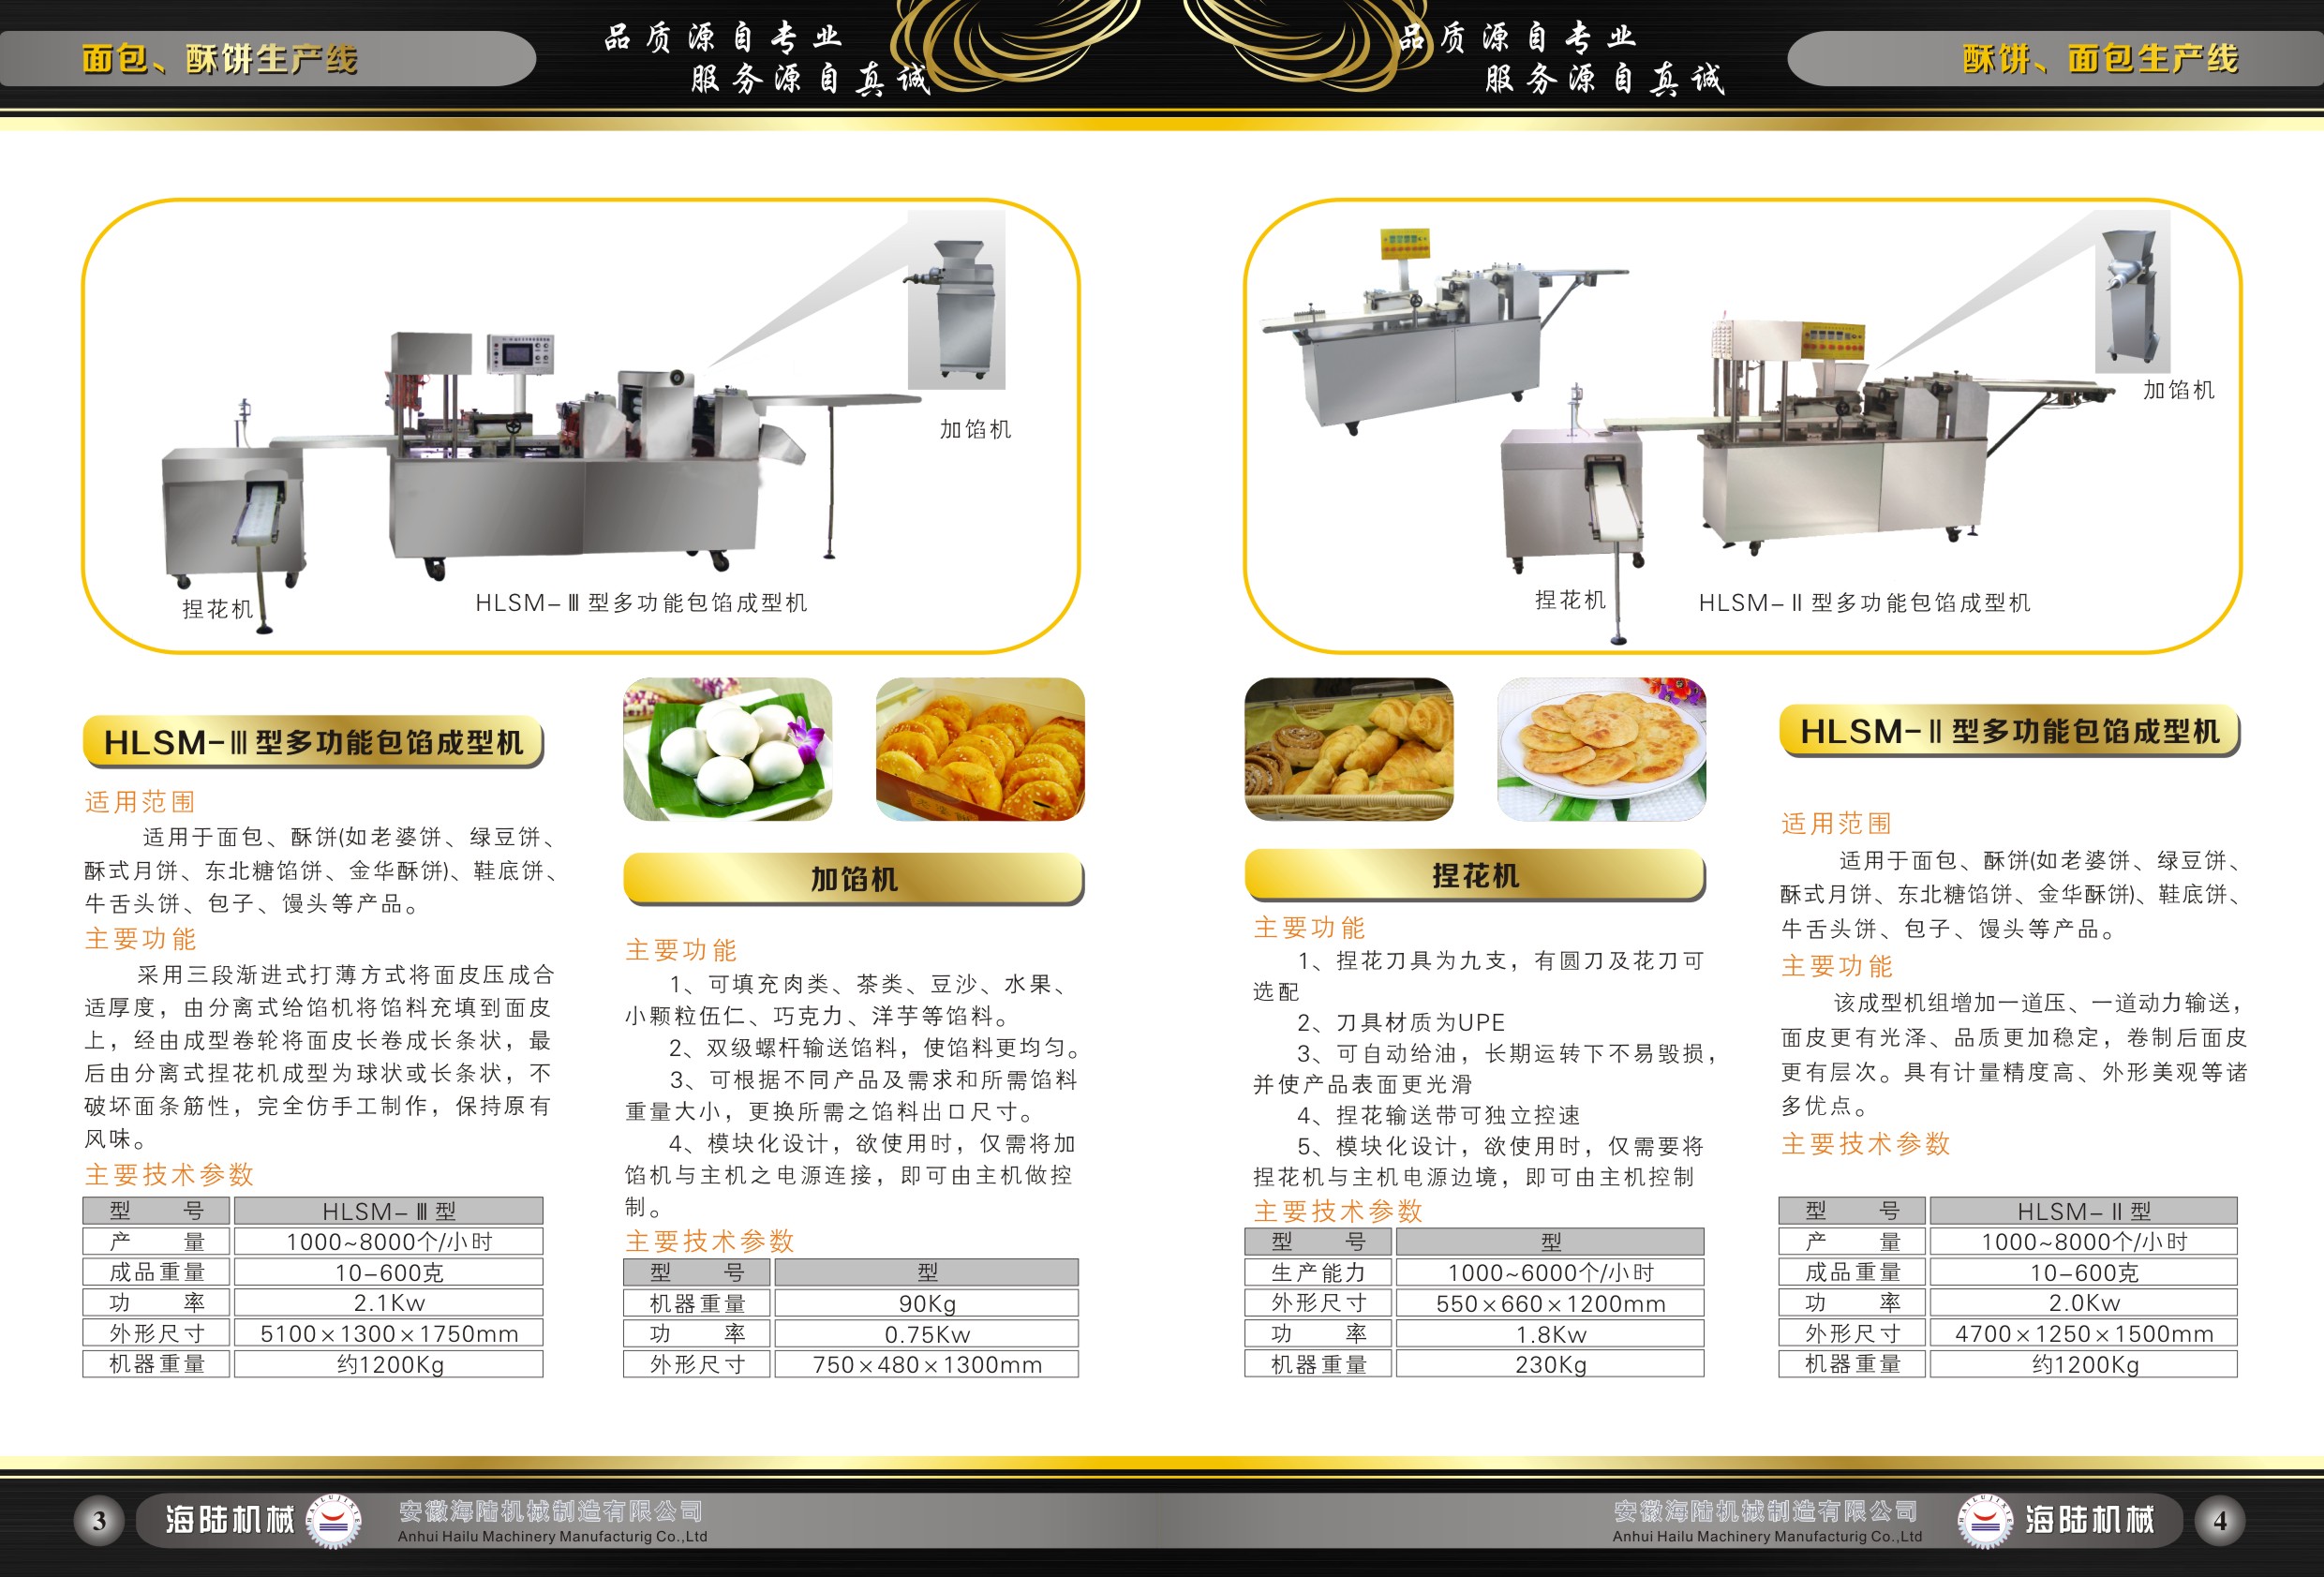 面包、酥饼生产线
品质源自专业
服务源自真诚
品质源自专业
服务源自真诚
酥饼、面包生产线
加馅机
捏花机
HLSM-Ⅲ型多功能包馅成型机
加馅机
捏花机
HLSM-Ⅱ型多功能包馅成型机
HLSM-Ⅲ型多功能包馅成型机
适用范围
适用于面包、酥饼(如老婆饼、绿豆饼、
酥式月饼、东北糖馅饼、金华酥饼)、鞋底饼、
牛舌头饼、包子、馒头等产品。
主要功能
采用三段渐进式打薄方式将面皮压成合
适厚度，由分离式给馅机将馅料充填到面皮
上，经由成型卷轮将面皮长卷成长条状，最
后由分离式捏花机成型为球状或长条状，不
破坏面条筋性，完全仿手工制作，保持原有
风味。
主要技术参数
型 号 HLSM-Ⅲ型
产 量 1000~8000个/小时
成品重量 10-600克
功 率 2.1Kw
外形尺寸 5100×1300×1750mm
机器重量 约1200Kg
加馅机
主要功能
1、可填充肉类、茶类、豆沙、水果、
小颗粒伍仁、巧克力、洋芋等馅料。
2、双级螺杆输送馅料，使馅料更均匀。
3、可根据不同产品及需求和所需馅料
重量大小，更换所需之馅料出口尺寸。
4、模块化设计，欲使用时，仅需将加
馅机与主机之电源连接，即可由主机做控
制。
主要技术参数
型 号 型
机器重量 90Kg
功 率 0.75Kw
外形尺寸 750×480×1300mm
捏花机
主要功能
1、捏花刀具为九支，有圆刀及花刀可
选配
2、刀具材质为UPE
3、可自动给油，长期运转下不易毁损，
并使产品表面更光滑
4、捏花输送带可独立控速
5、模块化设计，欲使用时，仅需要将
捏花机与主机电源边境，即可由主机控制
主要技术参数
型 号 型
生产能力 1000~6000个/小时
外形尺寸 550×660×1200mm
功 率 1.8Kw
机器重量 230Kg
HLSM-Ⅱ型多功能包馅成型机
适用范围
适用于面包、酥饼(如老婆饼、绿豆饼、
酥式月饼、东北糖馅饼、金华酥饼)、鞋底饼、
牛舌头饼、包子、馒头等产品。
主要功能
该成型机组增加一道压、一道动力输送，
面皮更有光泽、品质更加稳定，卷制后面皮
更有层次。具有计量精度高、外形美观等诸
多优点。
主要技术参数
型 号 HLSM-Ⅱ型
产 量 1000~8000个/小时
成品重量 10-600克
功 率 2.0Kw
外形尺寸 4700×1250×1500mm
机器重量 约1200Kg
3
海陆机械
HAILUJIXIE
安徽海陆机械制造有限公司
Anhui Hailu Machinery Manufacturig Co.,Ltd
安徽海陆机械制造有限公司
Anhui Hailu Machinery Manufacturig Co.,Ltd
HAILUJIXIE
海陆机械
4